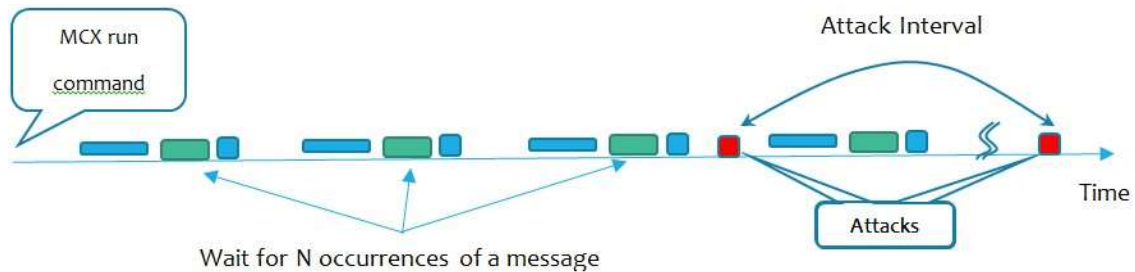 MCX run
command
Attack Interval
Time
Attacks
Wait for N occurrences of a message